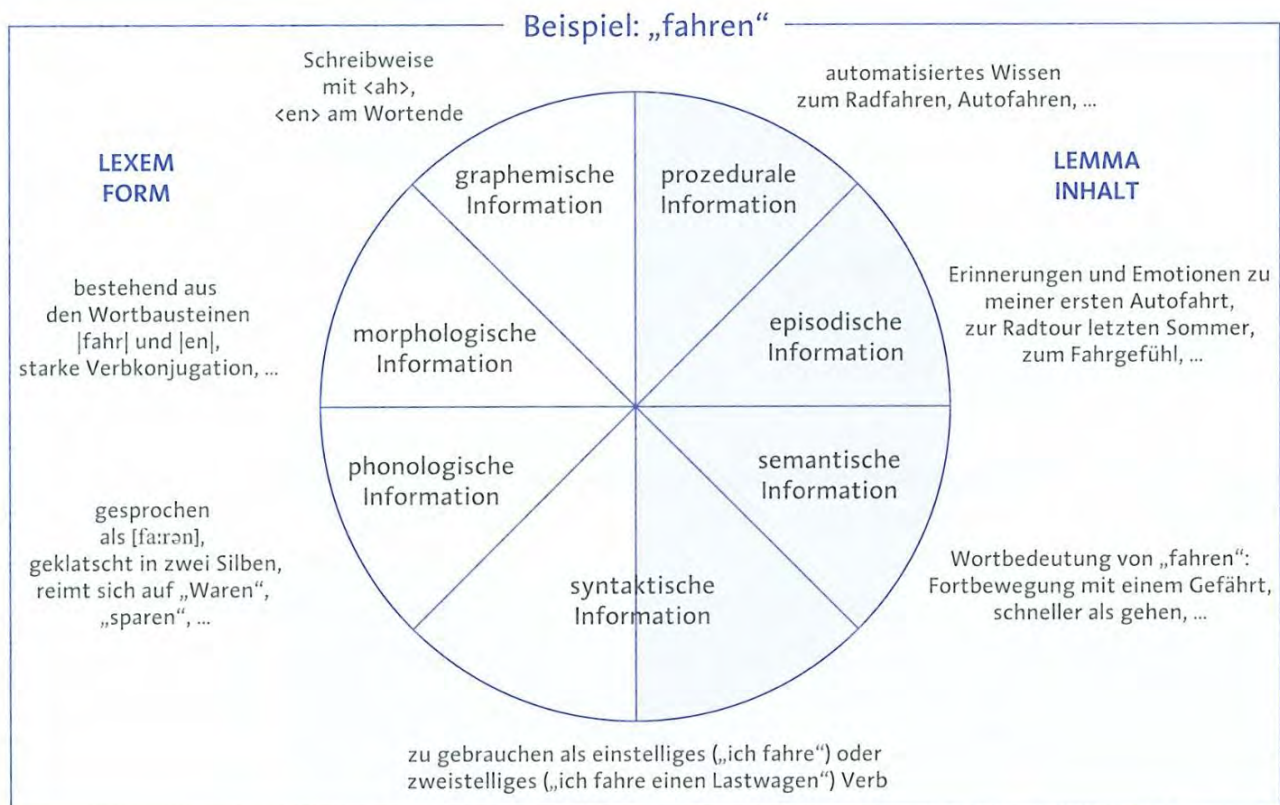 Beispiel: „fahren“
Schreibweise
mit <ah>,
<en> am Wortende
automatisiertes Wissen
zum Radfahren, Autofahren, ...
LEXEM
FORM
LEMMA
INHALT
graphemische
Information
prozedurale
Information
bestehend aus
den Wortbausteinen
|fahr| und |en|,
starke Verbkonjugation, ...
morphologische
Information
episodische
Information
Erinnerungen und Emotionen zu
meiner ersten Autofahrt,
zur Radtour letzten Sommer,
zum Fahrgefühl, ...
phonologische
Information
semantische
Information
gesprochen
als [fa:rən],
geklatscht in zwei Silben,
reimt sich auf „Waren“,
„sparen“, ...
syntaktische
Information
Wortbedeutung von „fahren“:
Fortbewegung mit einem Gefährt,
schneller als gehen, ...
zu gebrauchen als einstelliges („ich fahre“) oder
zweistelliges („ich fahre einen Lastwagen“) Verb